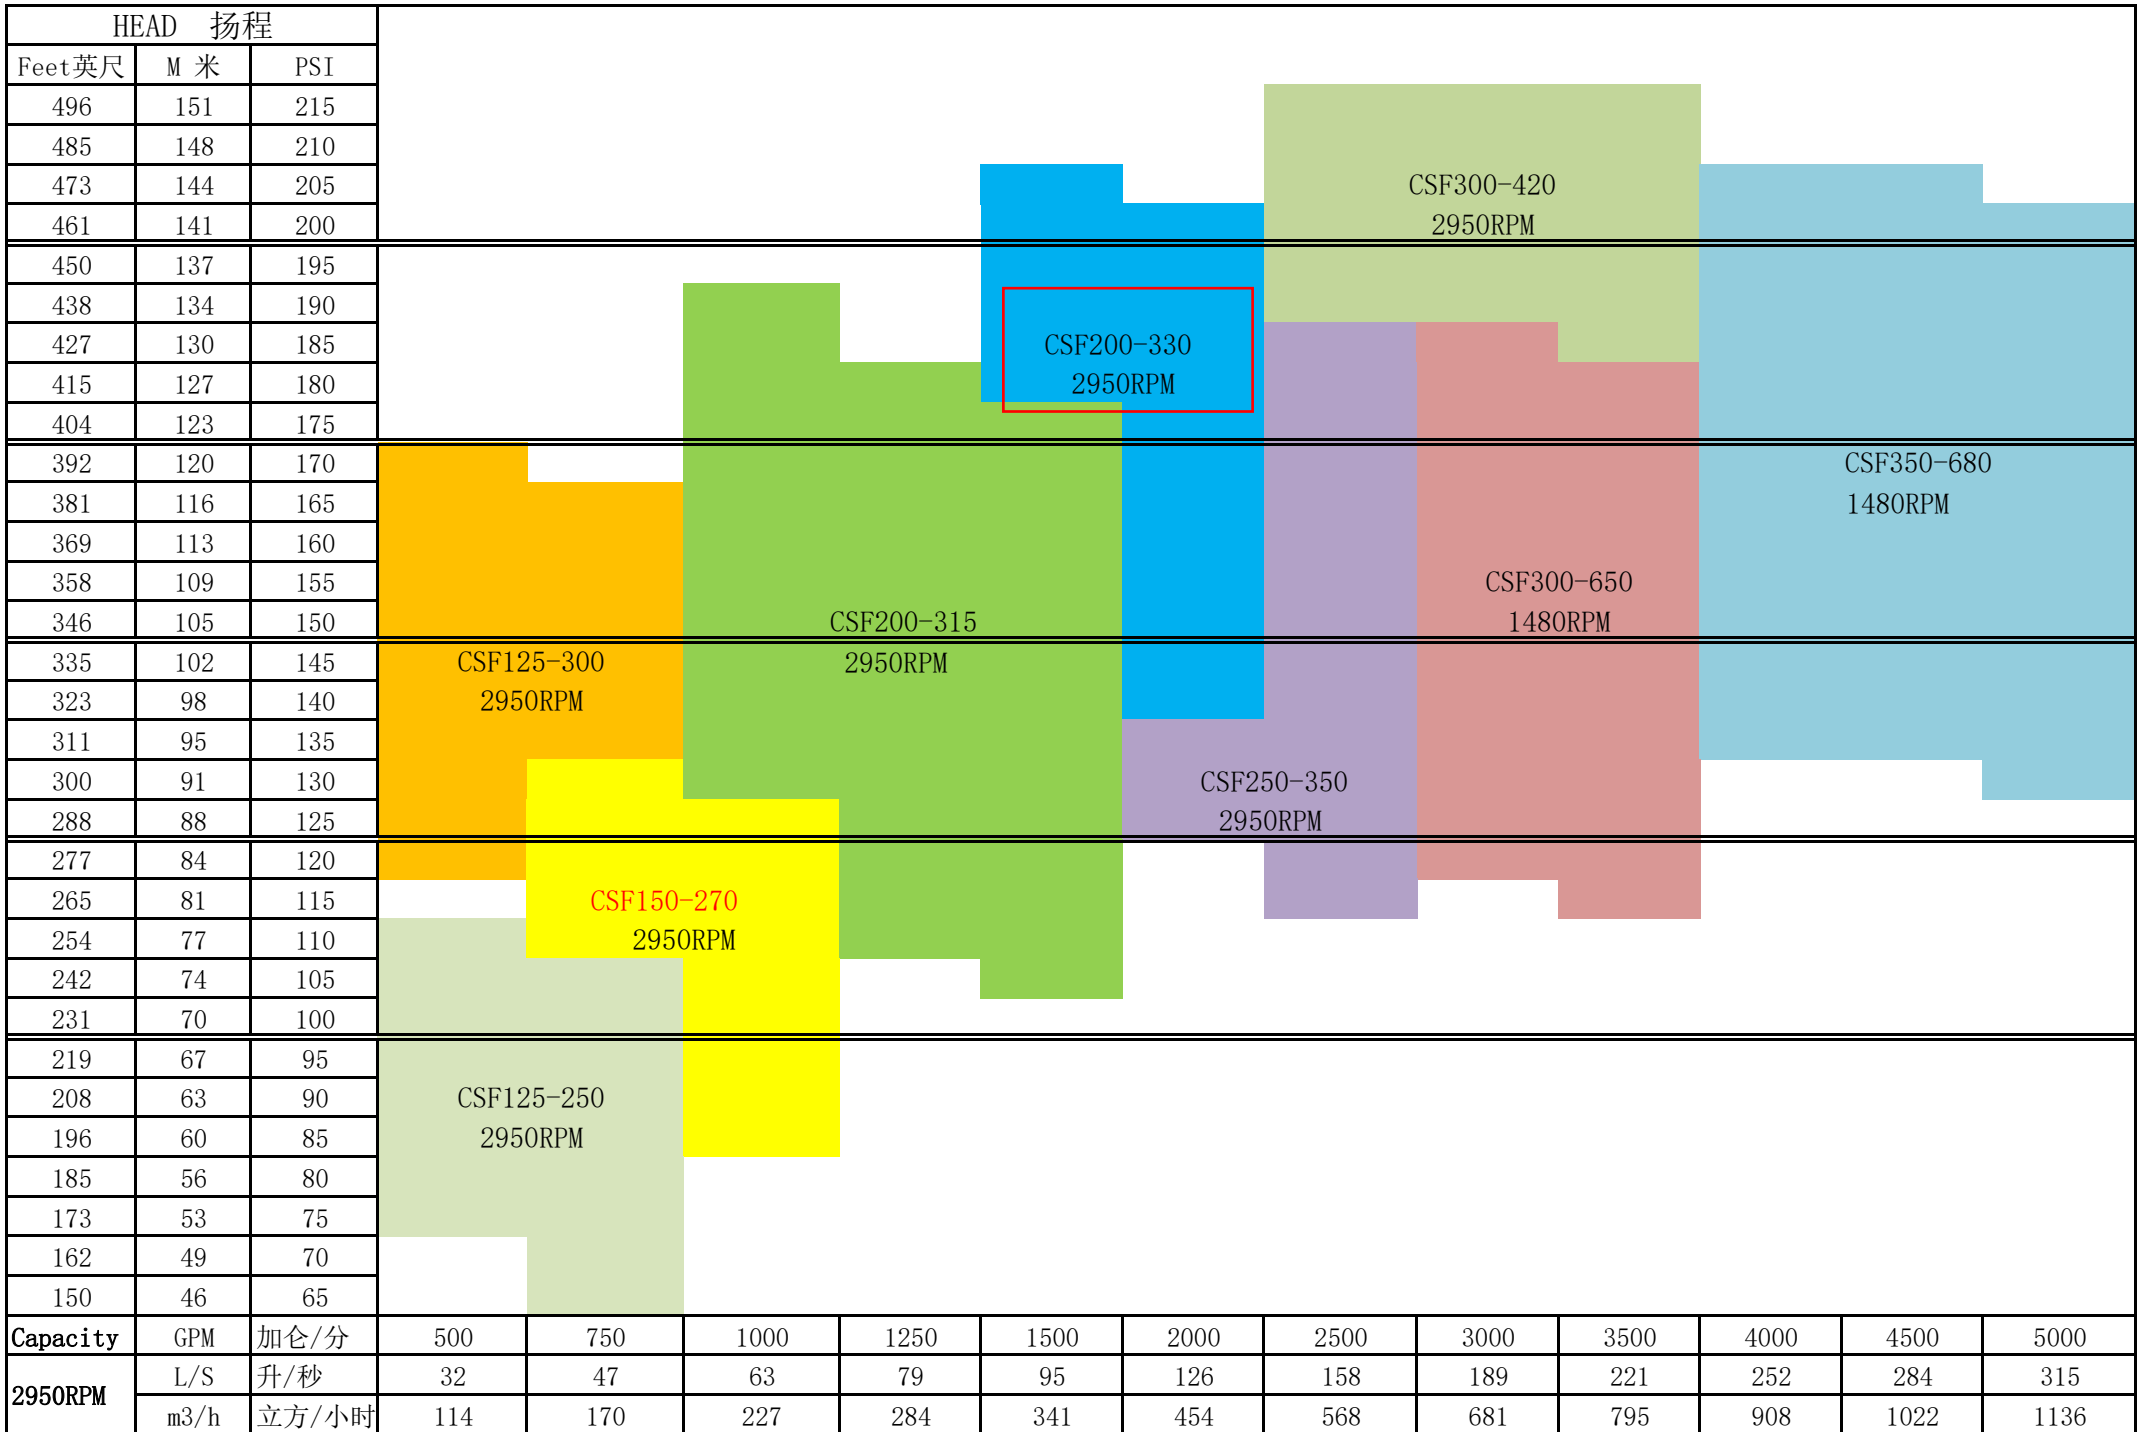 HEAD 扬程
Feet英尺 M 米 PSI
496 151 215
485 148 210
473 144 205 CSF300-420
461 141 200 2950RPM
450 137 195
438 134 190
427 130 185 CSF200-330
415 127 180 2950RPM
404 123 175
392 120 170 CSF350-680
381 116 165 1480RPM
369 113 160
358 109 155 CSF300-650
346 105 150 CSF200-315 1480RPM
335 102 145 CSF125-300 2950RPM
323 98 140 2950RPM
311 95 135
300 91 130 CSF250-350
288 88 125 2950RPM
277 84 120
265 81 115 CSF150-270
254 77 110 2950RPM
242 74 105
231 70 100
219 67 95
208 63 90 CSF125-250
196 60 85 2950RPM
185 56 80
173 53 75
162 49 70
150 46 65
Capacity GPM 加仑/分 500 750 1000 1250 1500 2000 2500 3000 3500 4000 4500 5000
2950RPM L/S 升/秒 32 47 63 79 95 126 158 189 221 252 284 315
m3/h 立方/小时 114 170 227 284 341 454 568 681 795 908 1022 1136